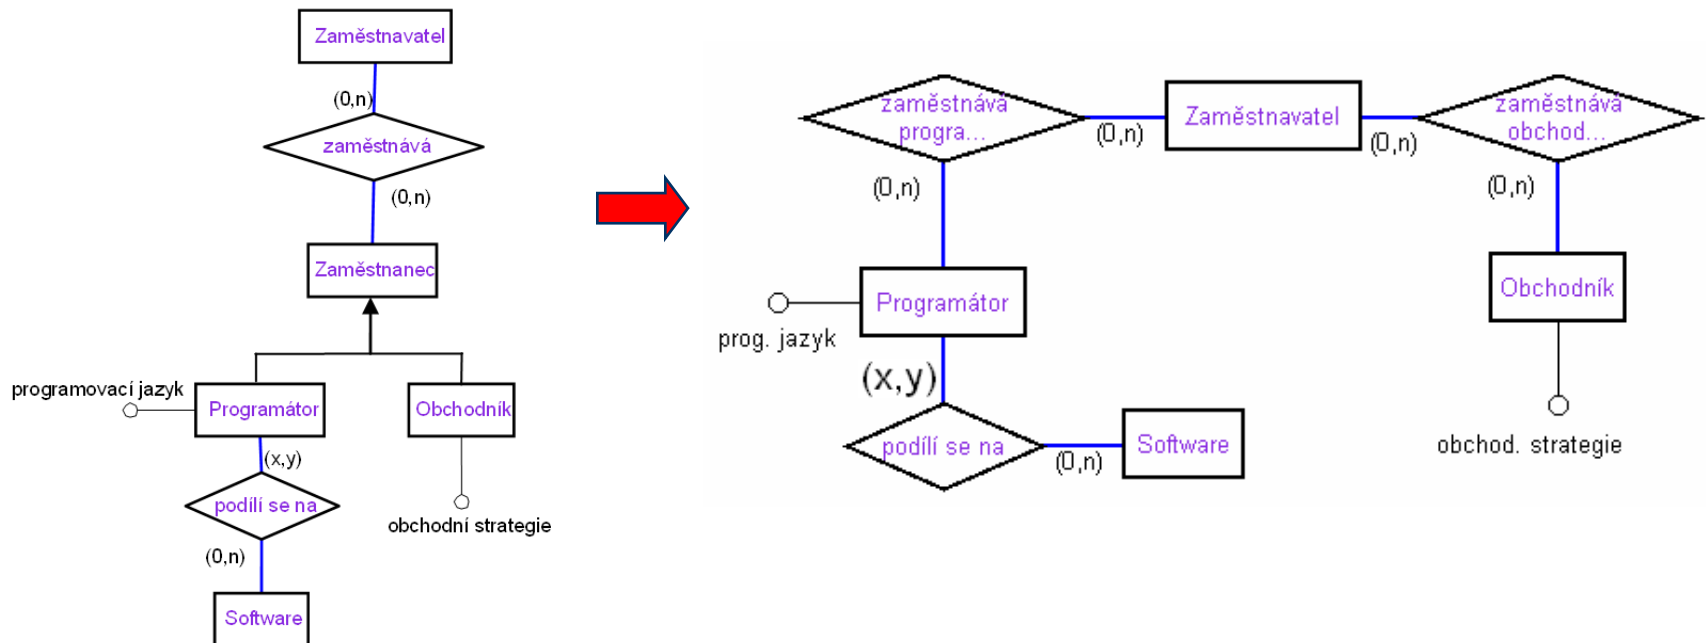 Zaměstnavatel
(0,n)
zaměstnává
(0,n)
Zaměstnanec
programovací jazyk
Programátor
Obchodník
(x,y)
podílí se na
obchodní strategie
(0,n)
Software
zaměstnává
progra...
(0,n)
Zaměstnavatel
(0,n)
zaměstnává
obchod...
(0,n)
(0,n)
Programátor
prog. jazyk
Obchodník
(x,y)
podílí se na
(0,n)
Software
obchod. strategie